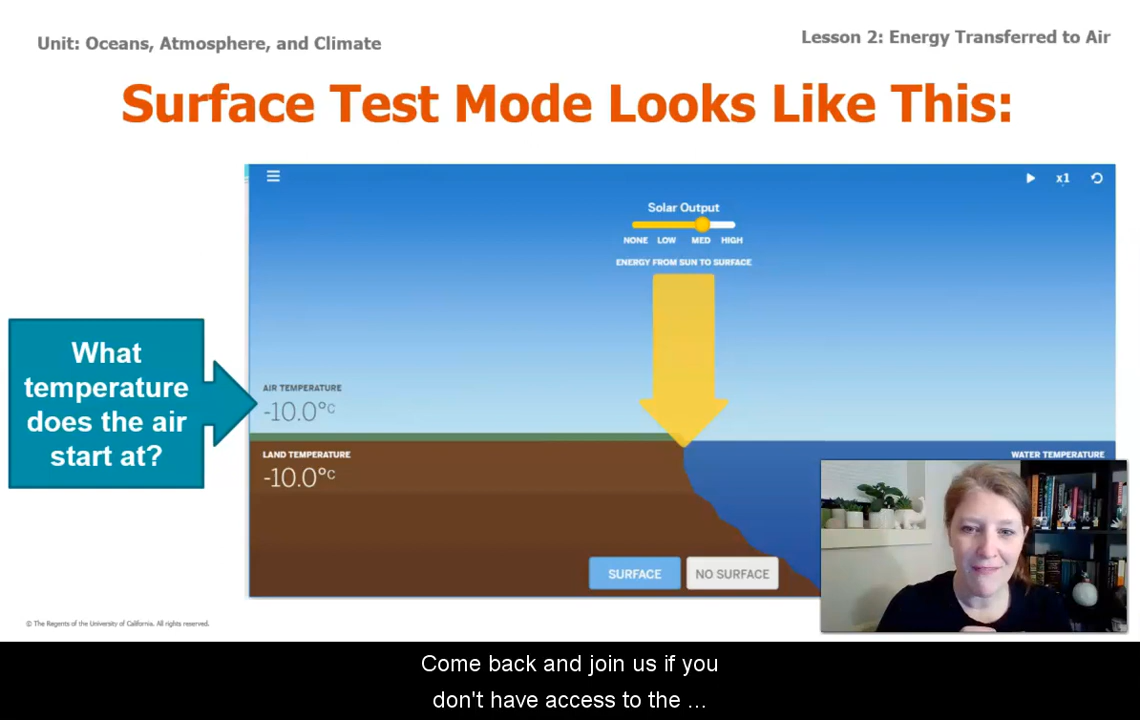 Unit: Oceans, Atmosphere, and Climate
Lesson 2: Energy Transferred to Air
Surface Test Mode Looks Like This:
x1
Solar Output
NONE LOW MED HIGH
ENERGY FROM SUN TO SURFACE
What
temperature
does the air
start at?
AIR TEMPERATURE
-10.0°C
LAND TEMPERATURE
-10.0°C
WATER TEMPERATURE
SURFACE
NO SURFACE
© The Regents of the University of California. All rights reserved.
Come back and join us if you
don't have access to the ...